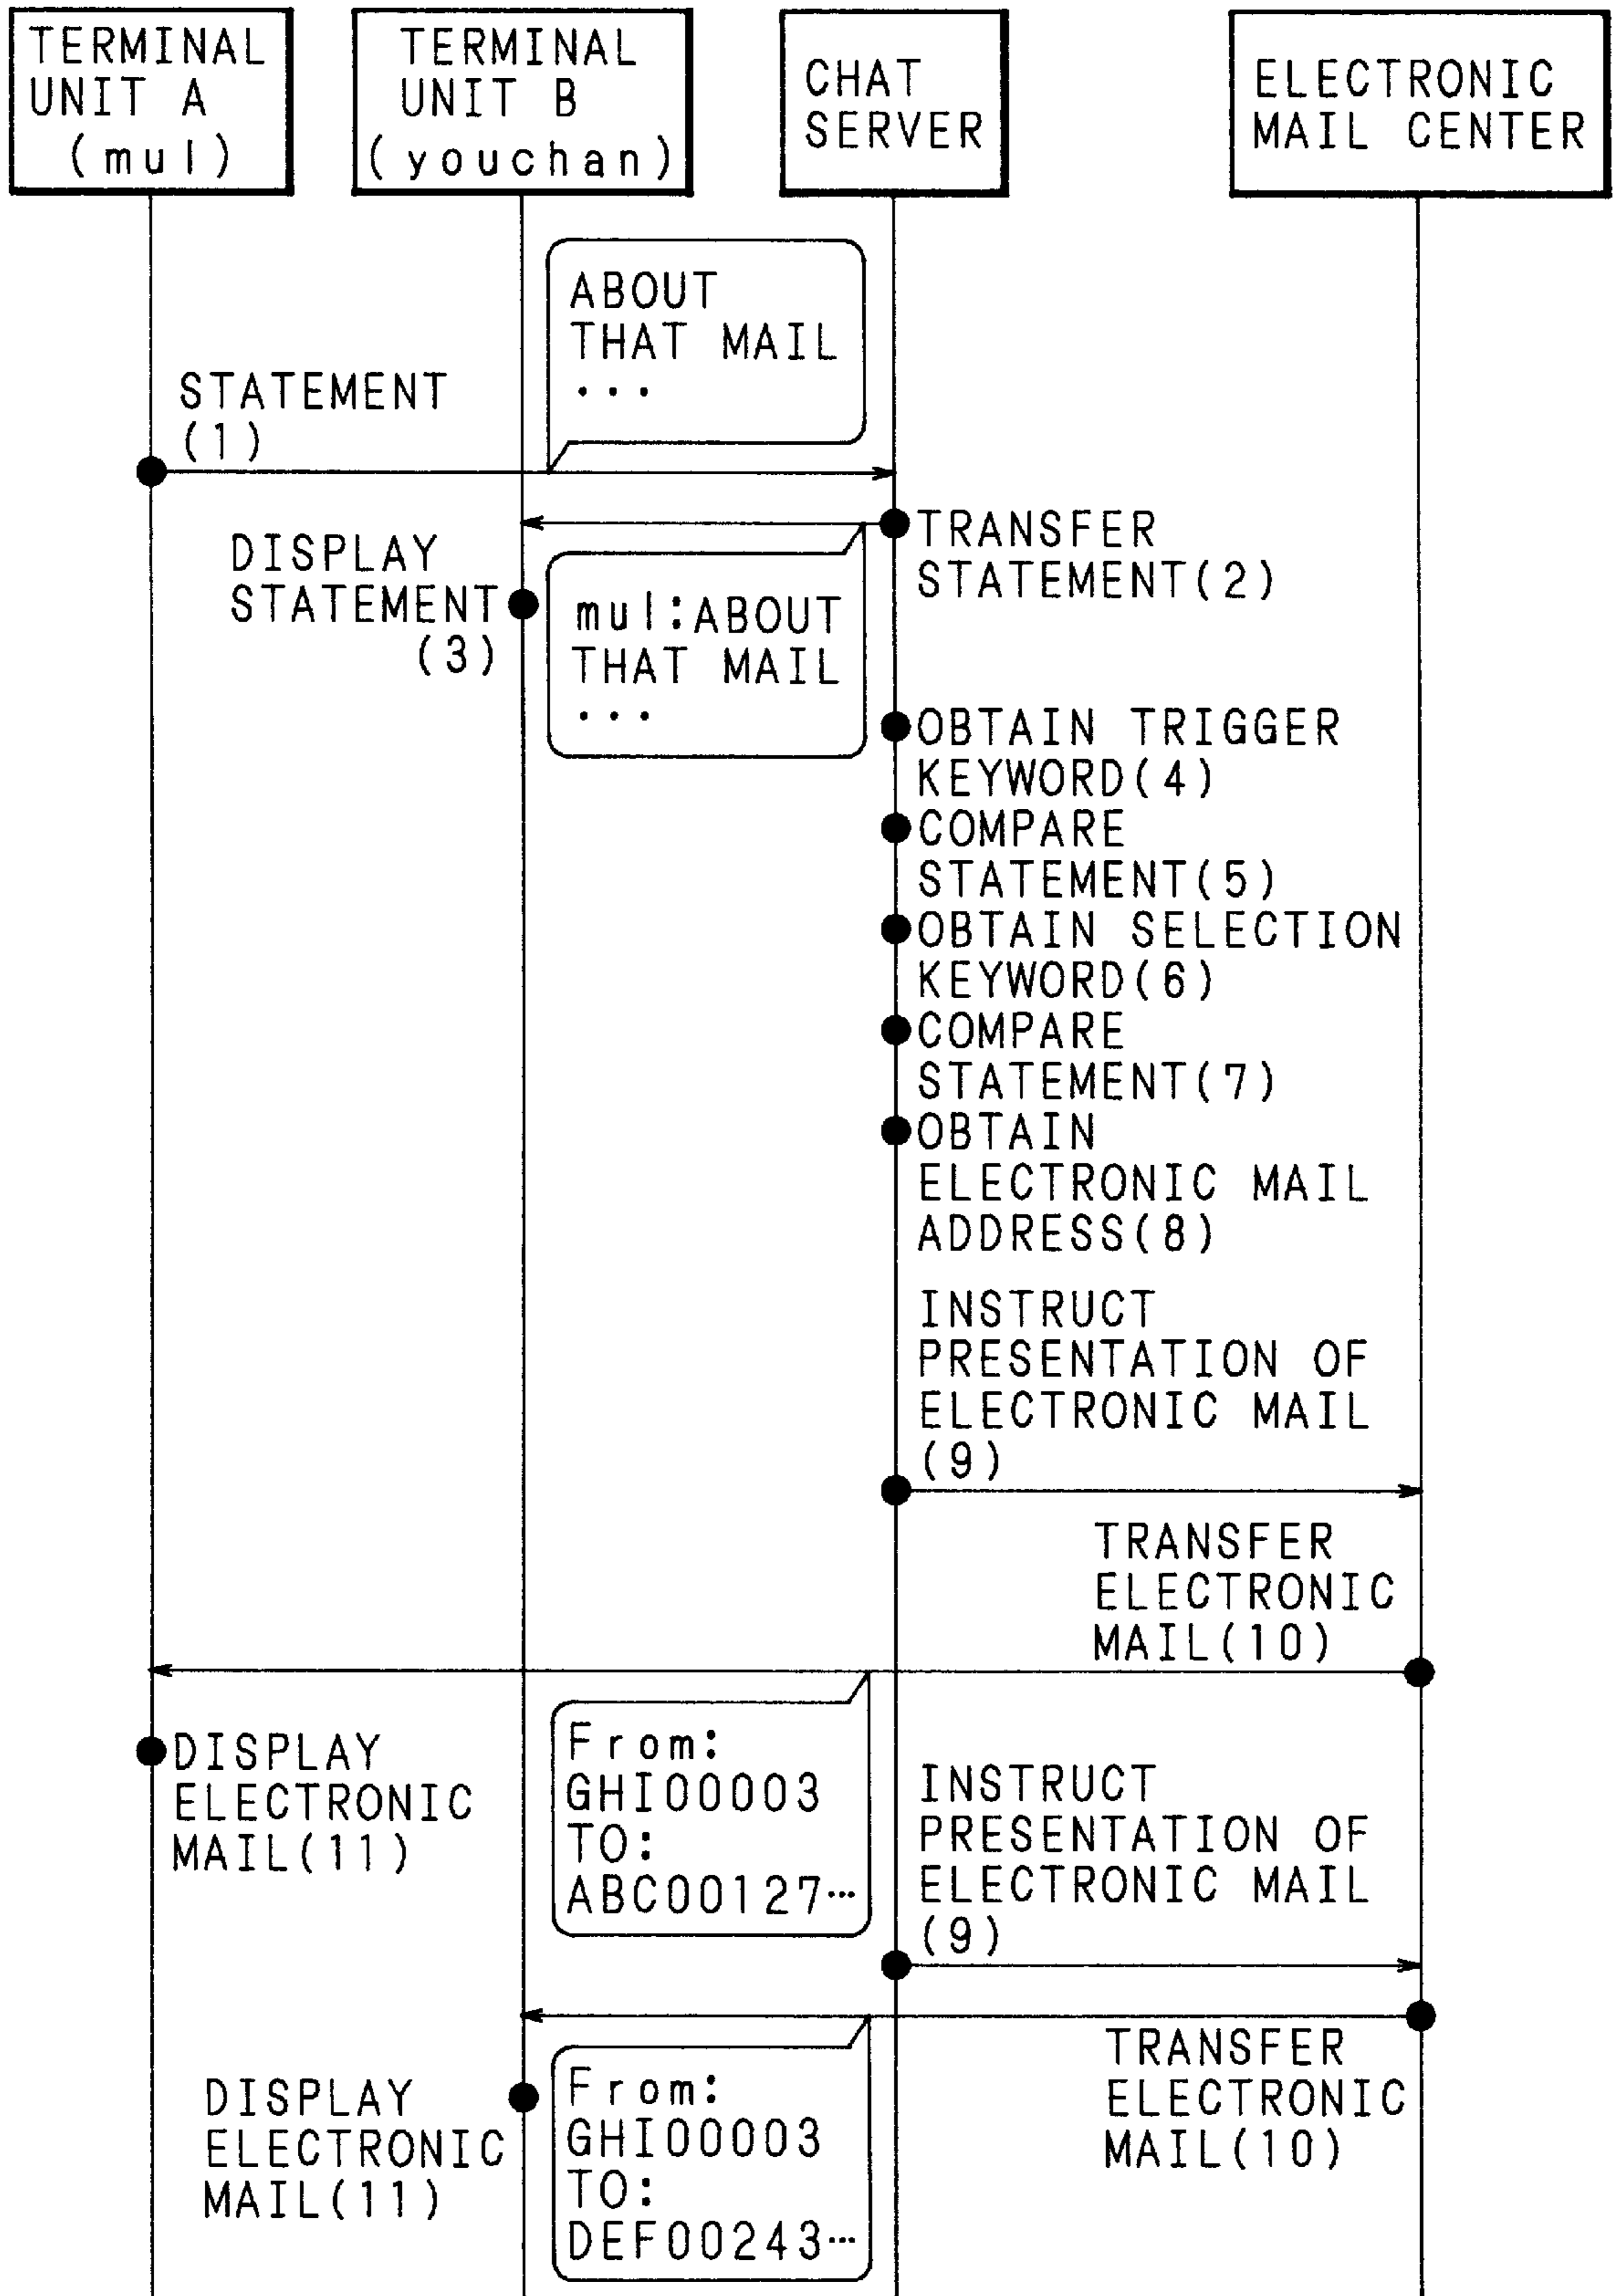 TERMINAL
UNIT A
(mul)
TERMINAL
UNIT B
(youchan)
CHAT
SERVER
ELECTRONIC
MAIL CENTER
ABOUT
THAT MAIL
...
STATEMENT
(1)
TRANSFER
STATEMENT(2)
DISPLAY
STATEMENT
(3)
mul:ABOUT
THAT MAIL
...
OBTAIN TRIGGER
KEYWORD(4)
COMPARE
STATEMENT(5)
OBTAIN SELECTION
KEYWORD(6)
COMPARE
STATEMENT(7)
OBTAIN
ELECTRONIC MAIL
ADDRESS(8)
INSTRUCT
PRESENTATION OF
ELECTRONIC MAIL
(9)
TRANSFER
ELECTRONIC
MAIL(10)
DISPLAY
ELECTRONIC
MAIL(11)
From:
GHI00003
TO:
ABC00127…
INSTRUCT
PRESENTATION OF
ELECTRONIC MAIL
(9)
TRANSFER
ELECTRONIC
MAIL(10)
DISPLAY
ELECTRONIC
MAIL(11)
From:
GHI00003
TO:
DEF00243…